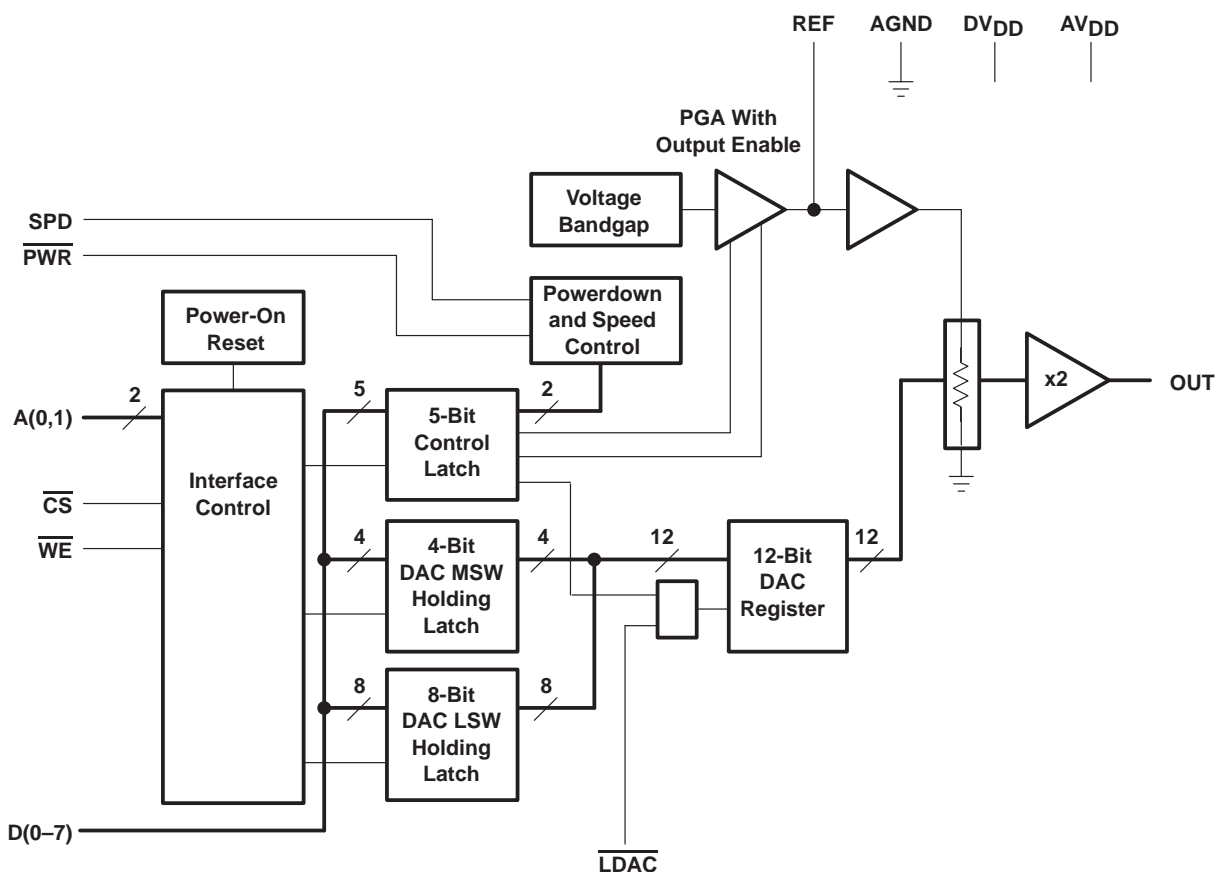 REF AGND DVDD AVDD
PGA With
Output Enable
Voltage
Bandgap
SPD
PWR
Powerdown
and Speed
Control
Power-On
Reset
x2
OUT
A(0,1)
2
5
2
5-Bit
Control
Latch
Interface
Control
CS
WE
4
4-Bit
DAC MSW
Holding
Latch
4
12
12-Bit
DAC
Register
12
8
8-Bit
DAC LSW
Holding
Latch
8
D(0–7)
LDAC